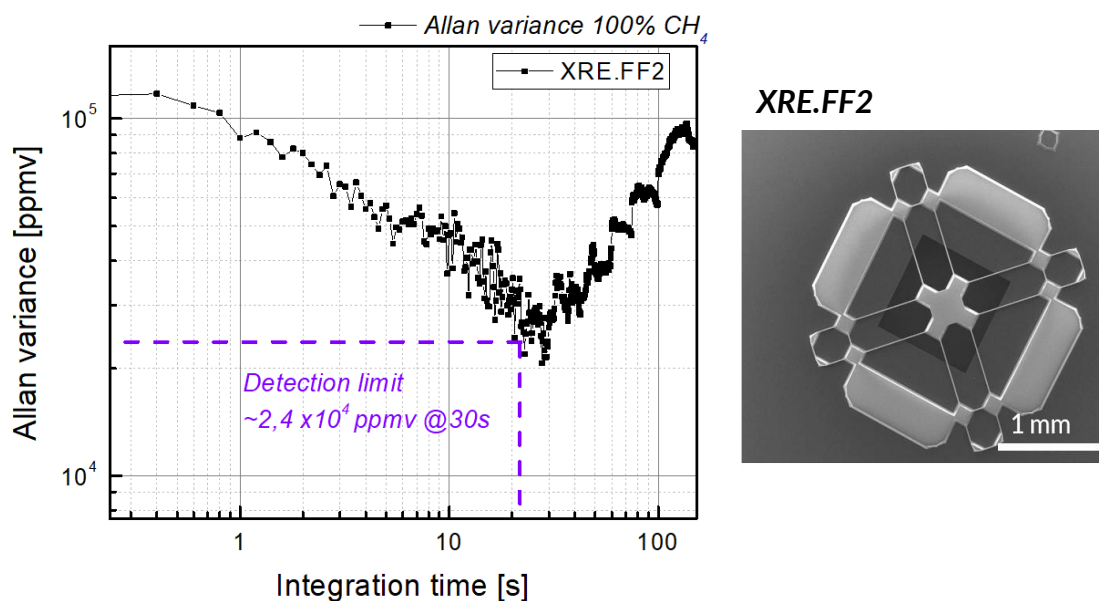 Allan variance 100% CH4
XRE.FF2
XRE.FF2
10^5
10^4
Allan variance [ppmv]
Detection limit
~2,4 x10^4 ppmv @30s
1 mm
1
10
100
Integration time [s]